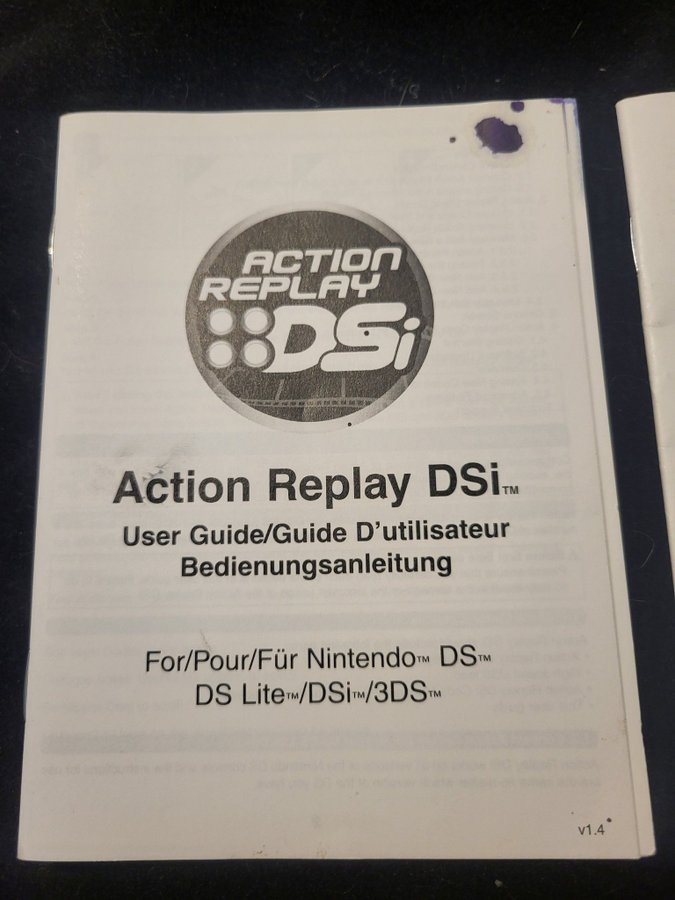 ACTION
REPLAY
DSi
Action Replay DSi™
User Guide/Guide D'utilisateur
Bedienungsanleitung
For/Pour/Für Nintendo™ DS™
DS Lite™/DSi™/3DS™
v1.4